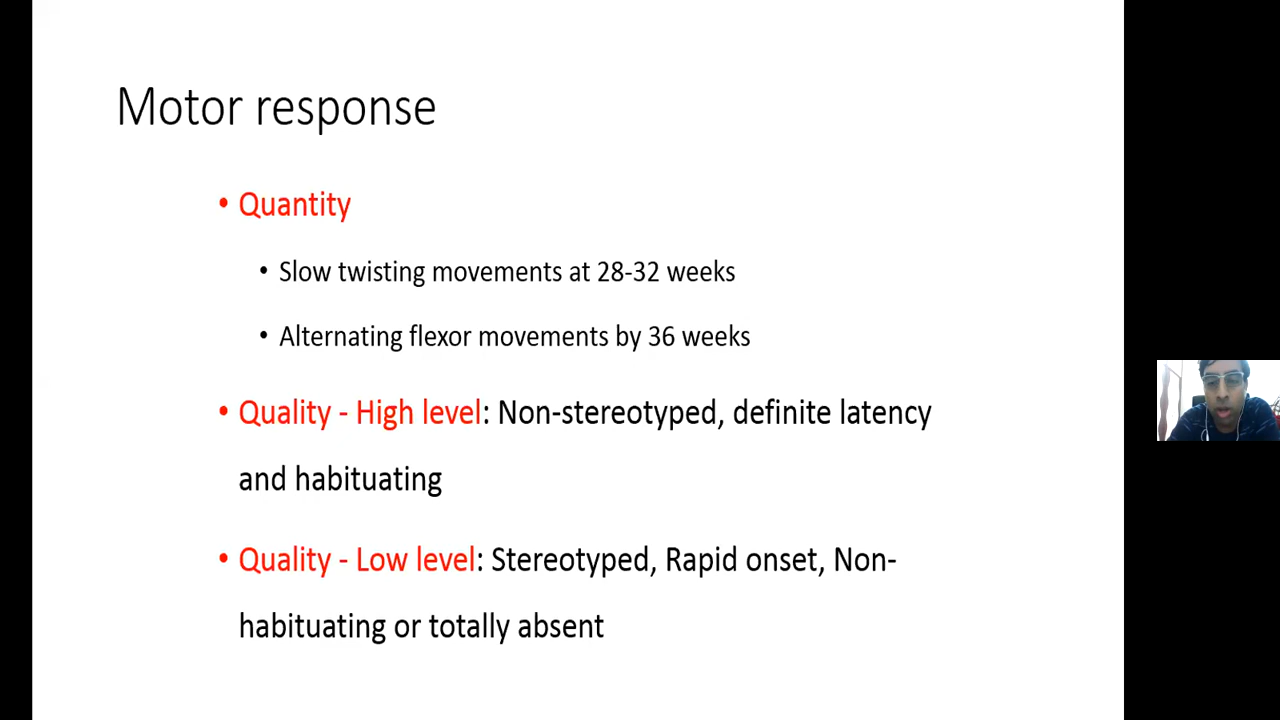 Motor response
• Quantity
• Slow twisting movements at 28-32 weeks
• Alternating flexor movements by 36 weeks
• Quality - High level: Non-stereotyped, definite latency
and habituating
• Quality - Low level: Stereotyped, Rapid onset, Non-
habituating or totally absent